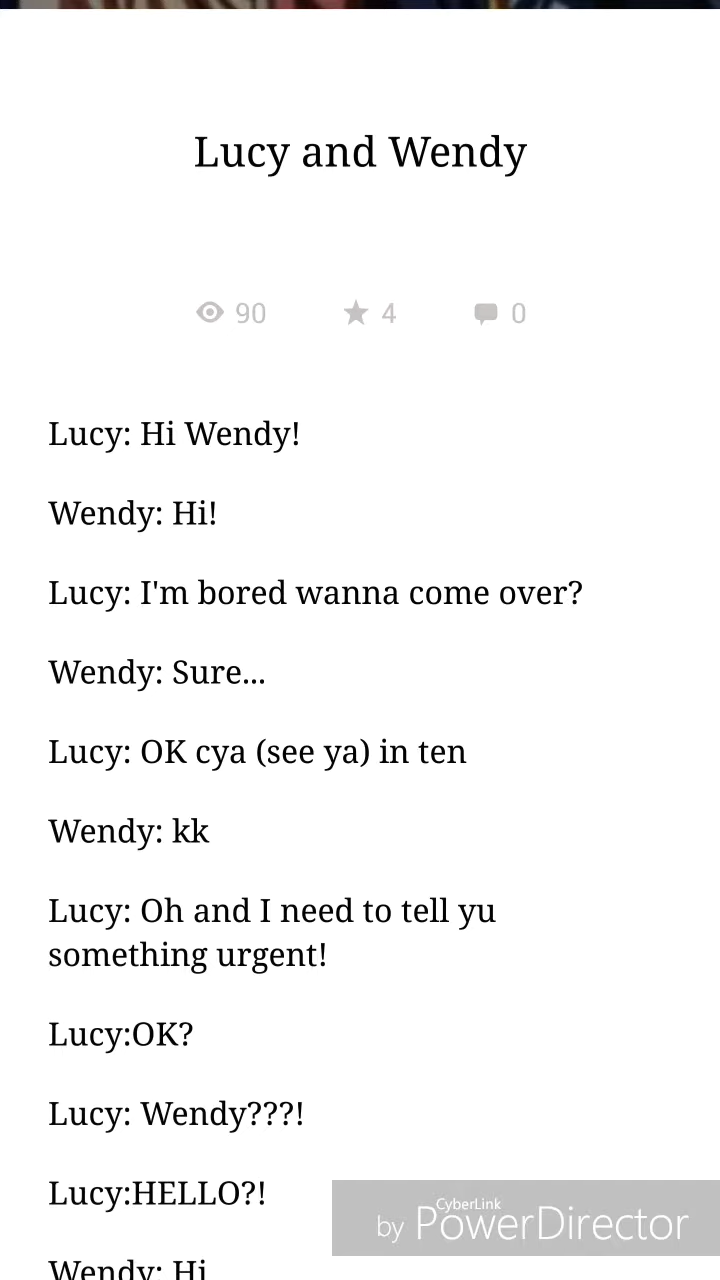 Lucy and Wendy
90 4 0
Lucy: Hi Wendy!
Wendy: Hi!
Lucy: I'm bored wanna come over?
Wendy: Sure...
Lucy: OK cya (see ya) in ten
Wendy: kk
Lucy: Oh and I need to tell yu
something urgent!
Lucy:OK?
Lucy: Wendy???!
Lucy:HELLO?!
Wendy: Hi
CyberLink
by PowerDirector